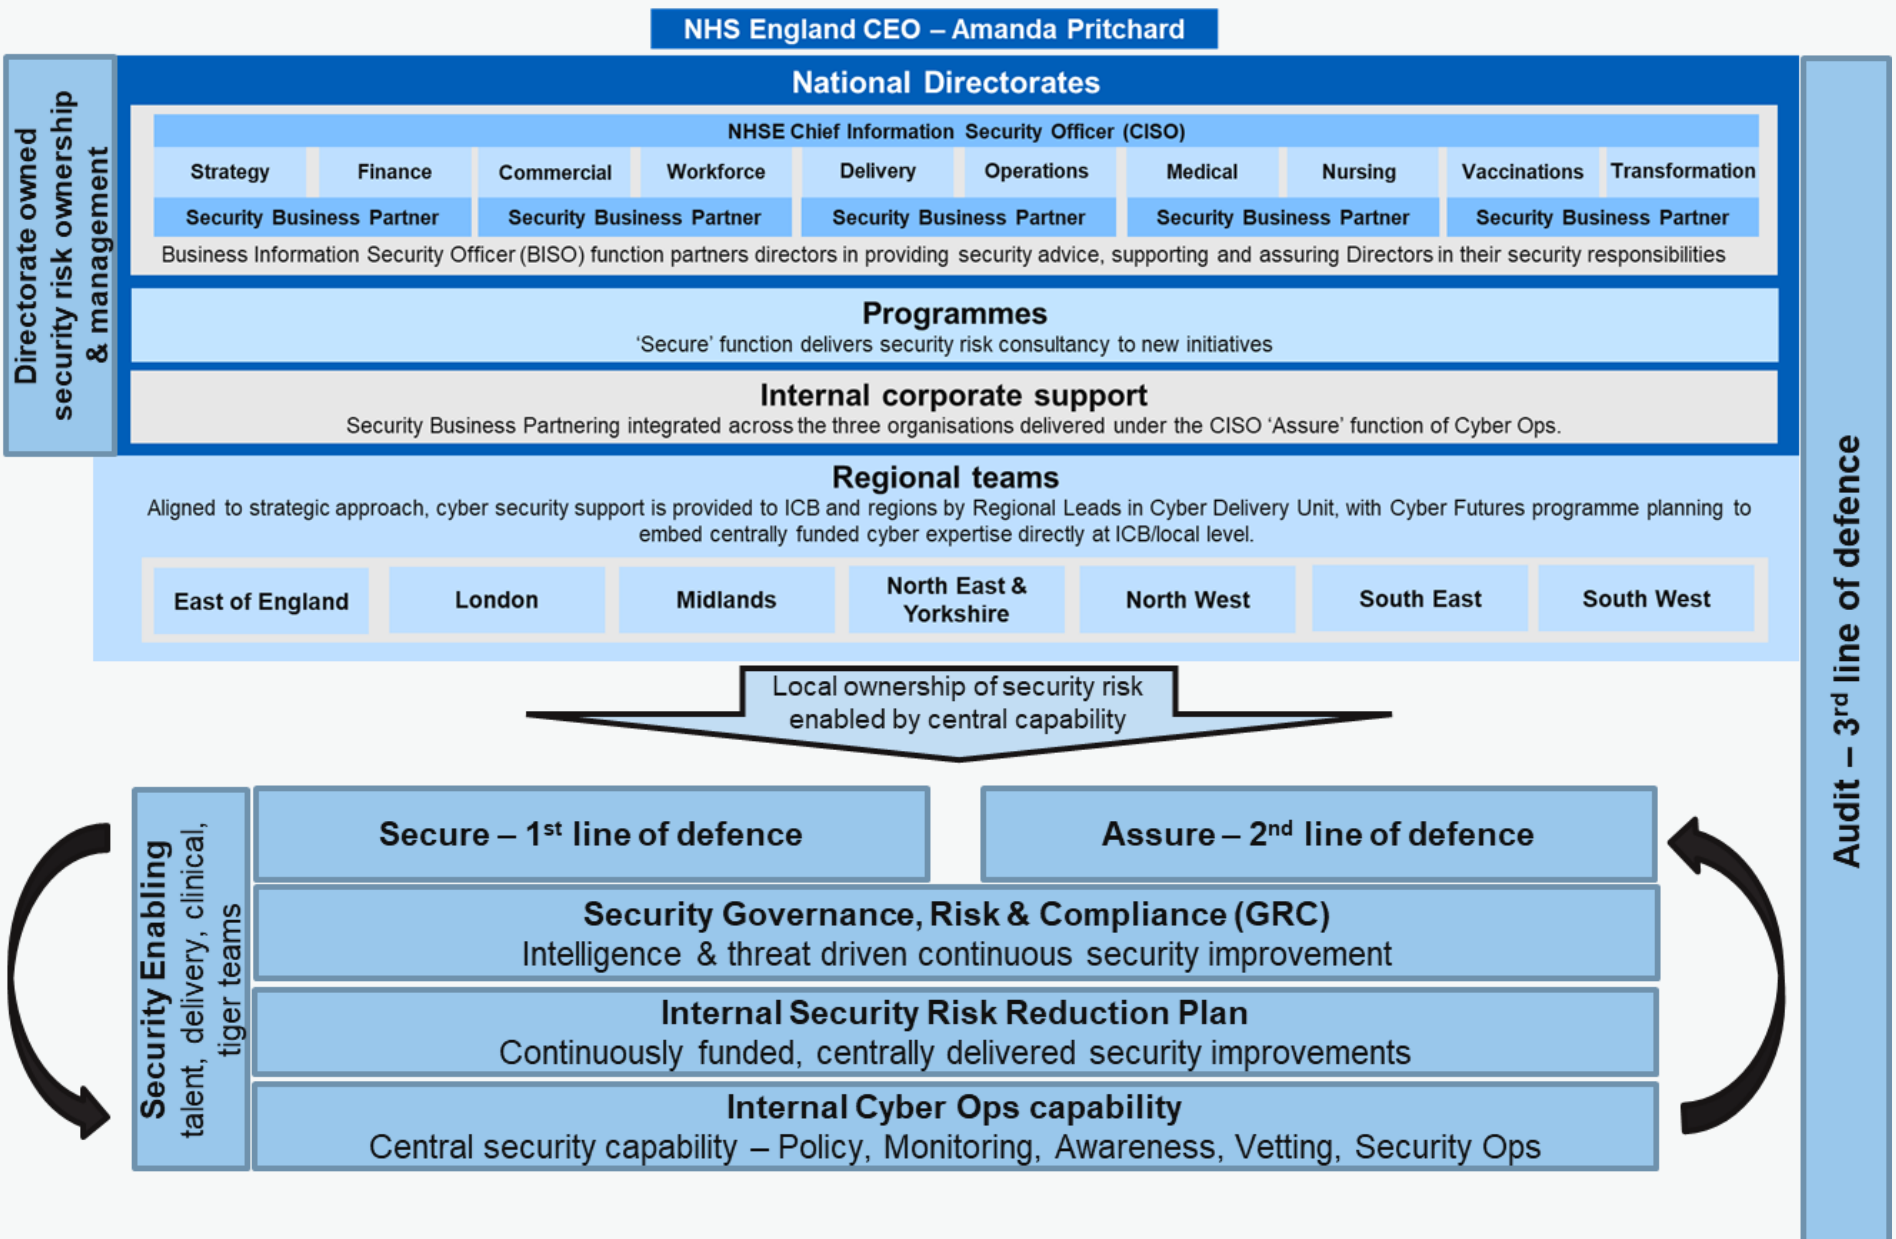 NHS England CEO – Amanda Pritchard
Directorate owned
security risk ownership
& management
National Directorates
NHSE Chief Information Security Officer (CISO)
Strategy
Finance
Commercial
Workforce
Delivery
Operations
Medical
Nursing
Vaccinations
Transformation
Security Business Partner
Security Business Partner
Security Business Partner
Security Business Partner
Security Business Partner
Business Information Security Officer (BISO) function partners directors in providing security advice, supporting and assuring Directors in their security responsibilities
Programmes
‘Secure’ function delivers security risk consultancy to new initiatives
Internal corporate support
Security Business Partnering integrated across the three organisations delivered under the CISO ‘Assure’ function of Cyber Ops.
Regional teams
Aligned to strategic approach, cyber security support is provided to ICB and regions by Regional Leads in Cyber Delivery Unit, with Cyber Futures programme planning to
embed centrally funded cyber expertise directly at ICB/local level.
East of England
London
Midlands
North East &
Yorkshire
North West
South East
South West
Audit – 3rd line of defence
Local ownership of security risk
enabled by central capability
Security Enabling
talent, delivery, clinical,
tiger teams
Secure – 1st line of defence
Assure – 2nd line of defence
Security Governance, Risk & Compliance (GRC)
Intelligence & threat driven continuous security improvement
Internal Security Risk Reduction Plan
Continuously funded, centrally delivered security improvements
Internal Cyber Ops capability
Central security capability – Policy, Monitoring, Awareness, Vetting, Security Ops